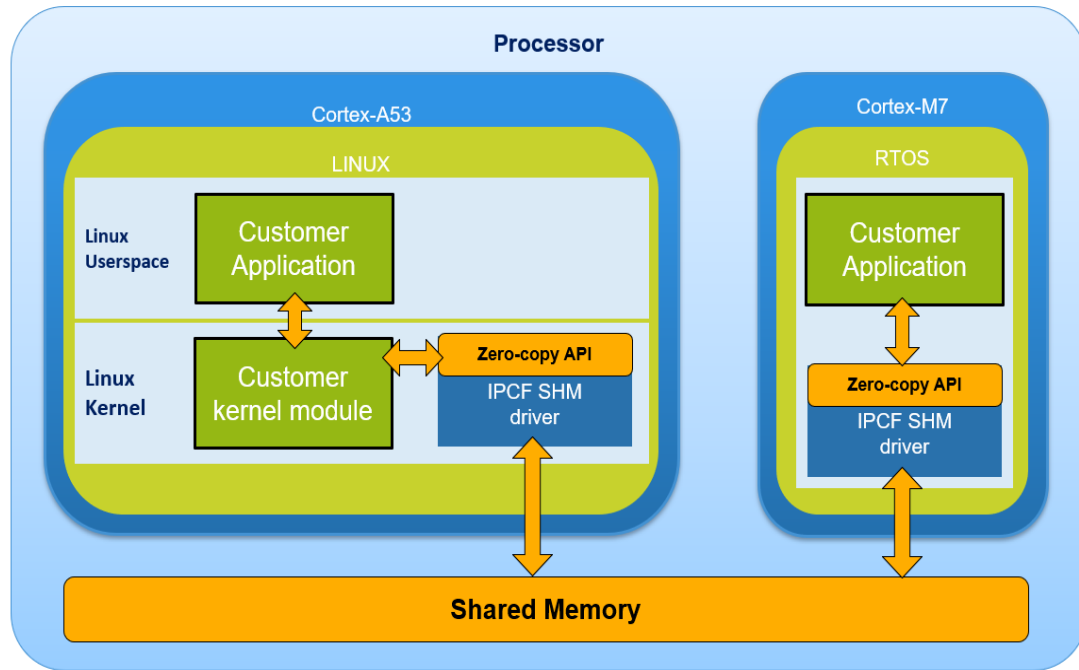 Processor
Cortex-A53
LINUX
Linux
Userspace
Customer
Application
Linux
Kernel
Customer
kernel module
Zero-copy API
IPCF SHM
driver
Cortex-M7
RTOS
Customer
Application
Zero-copy API
IPCF SHM
driver
Shared Memory